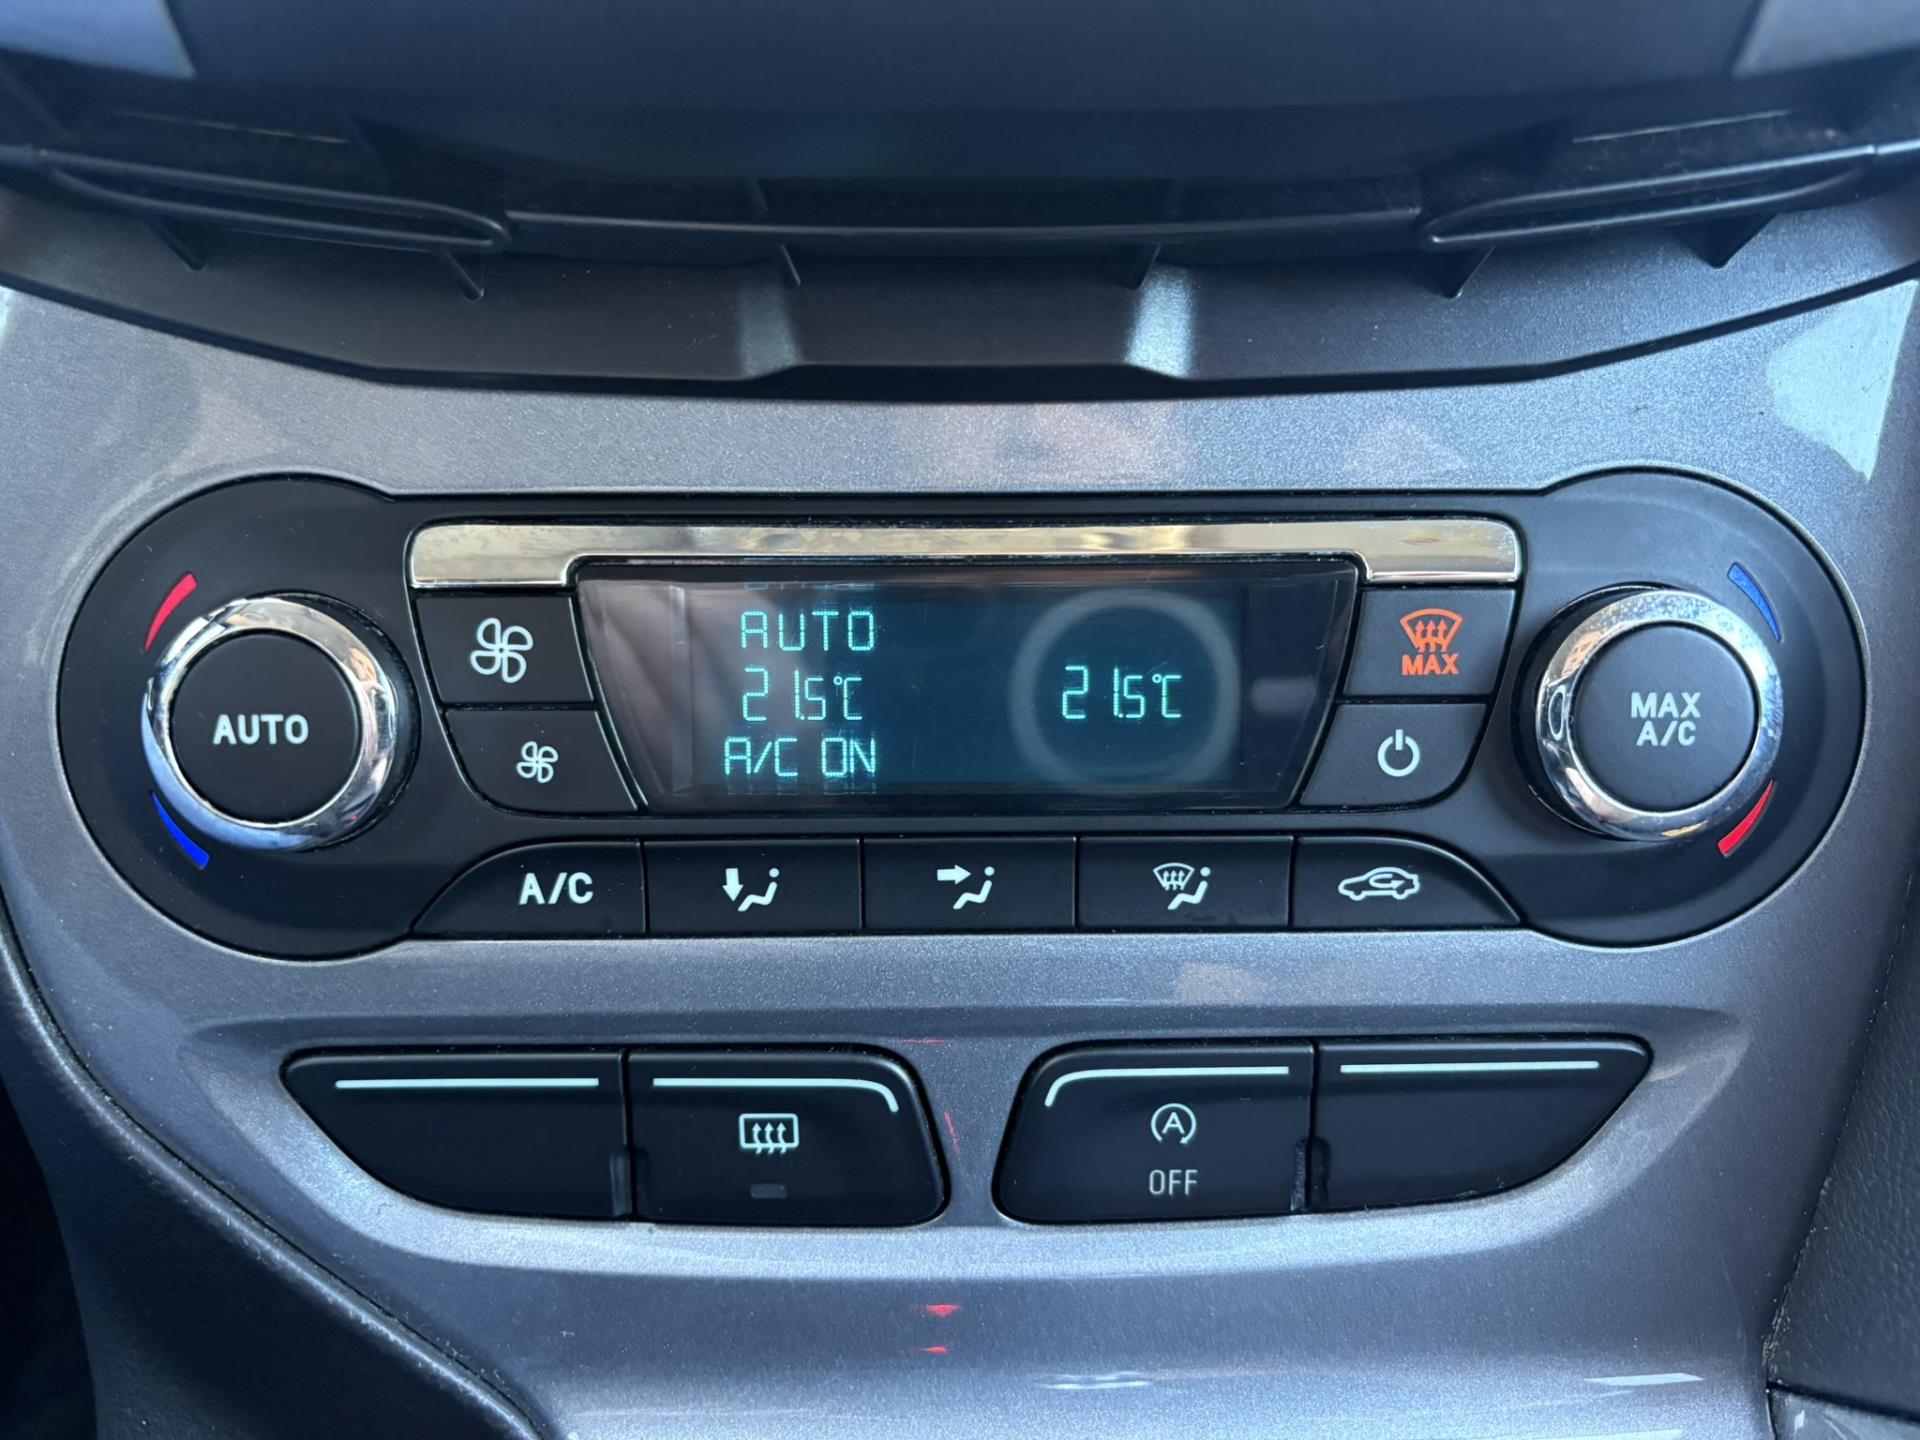 AUTO
21.5°C
A/C ON
21.5°C
MAX
AUTO
MAX
A/C
A/C
A
OFF